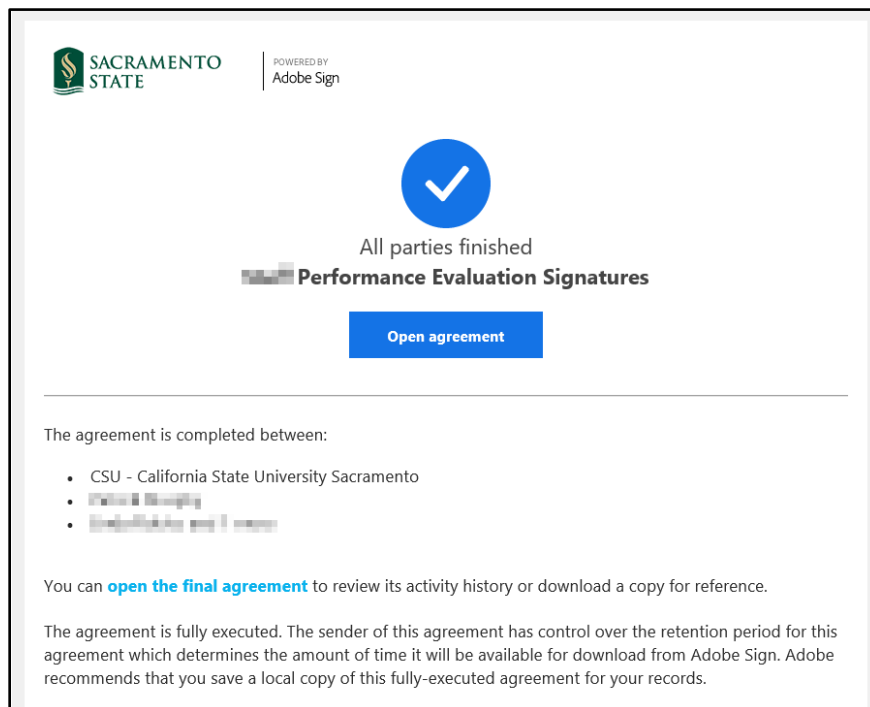 SACRAMENTO
STATE
POWERED BY
Adobe Sign
All parties finished
Performance Evaluation Signatures
Open agreement
The agreement is completed between:
CSU - California State University Sacramento
You can open the final agreement to review its activity history or download a copy for reference.
The agreement is fully executed. The sender of this agreement has control over the retention period for this
agreement which determines the amount of time it will be available for download from Adobe Sign. Adobe
recommends that you save a local copy of this fully-executed agreement for your records.